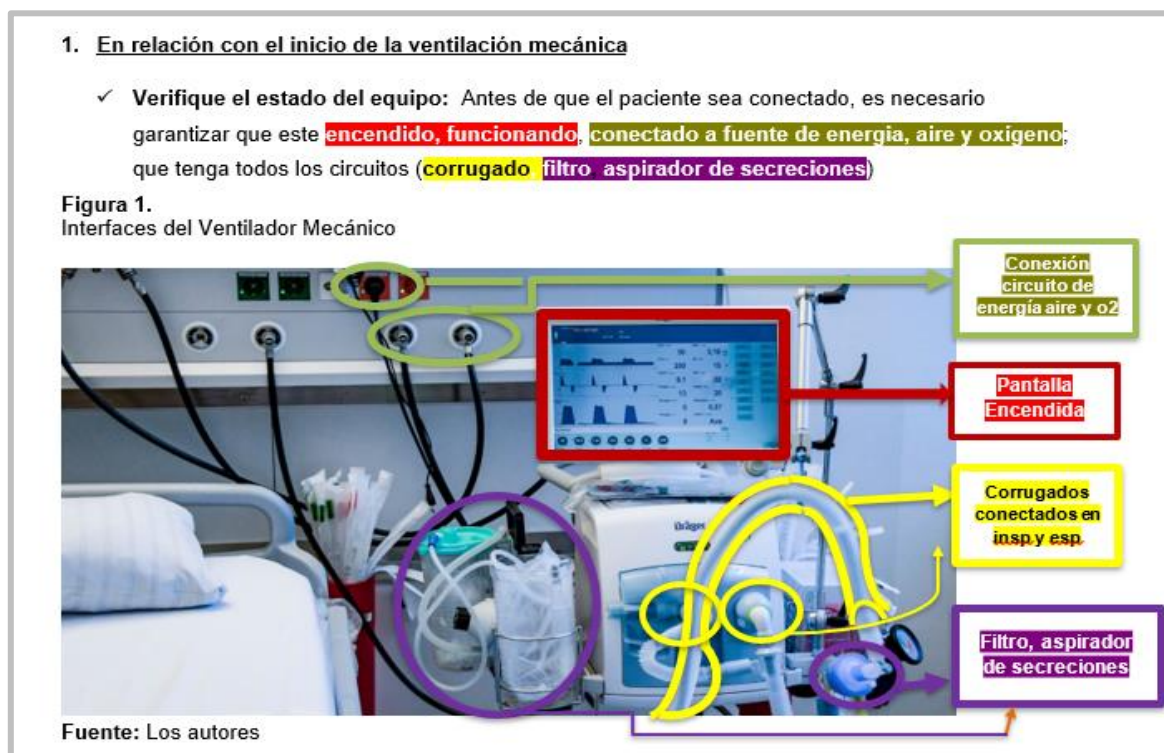 1. En relación con el inicio de la ventilación mecánica
✓ Verifique el estado del equipo: Antes de que el paciente sea conectado, es necesario
garantizar que este encendido, funcionando, conectado a fuente de energia, aire y oxigeno;
que tenga todos los circuitos (corrugado, filtro, aspirador de secreciones)
Figura 1.
Interfaces del Ventilador Mecánico
Conexión
circuito de
energía aire y o2
Pantalla
Encendida
Corrugados
conectados en
insp y esp
Filtro, aspirador
de secreciones
Dräger
Fuente: Los autores